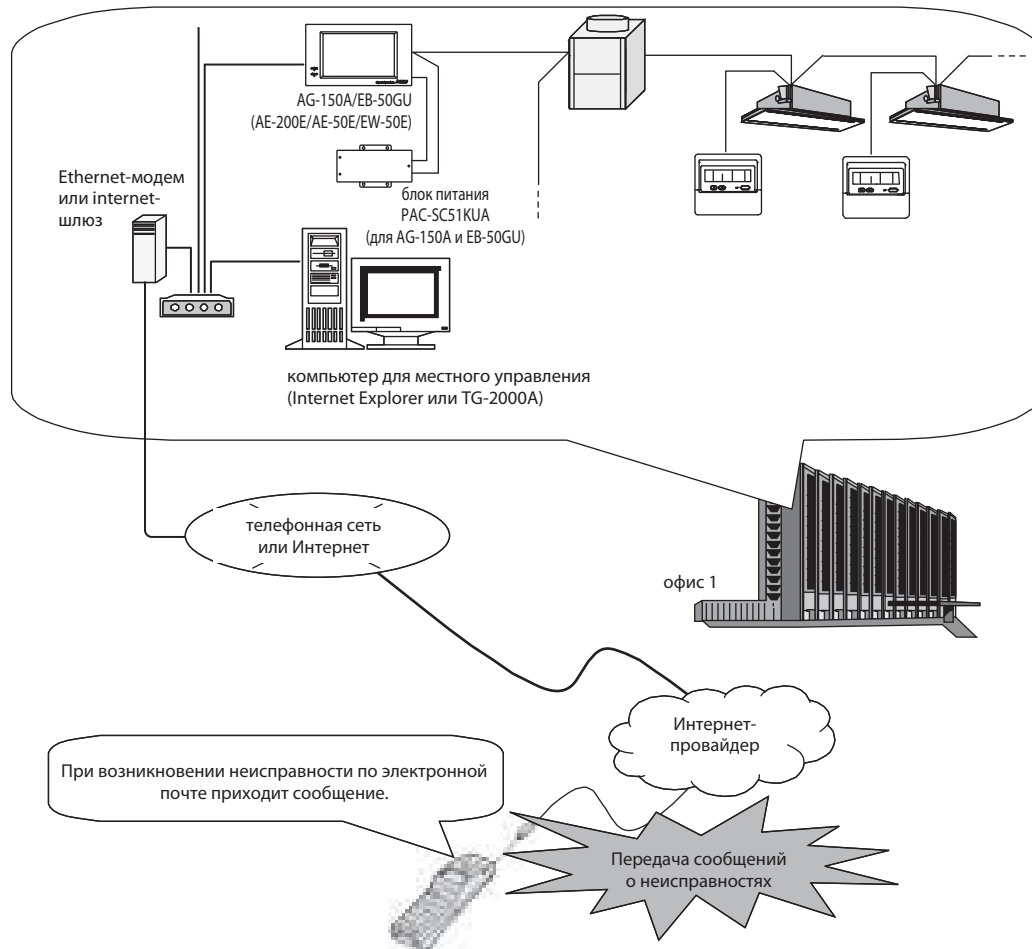 AG-150A/EB-50GU
(AE-200E/AE-50E/EW-50E)
Ethernet-модем
или internet-
шлюз
блок питания
PAC-SC51KUA
(для AG-150A и EB-50GU)
компьютер для местного управления
(Internet Explorer или TG-2000A)
телефонная сеть
или Интернет
офис 1
Интернет-
провайдер
При возникновении неисправности по электронной
почте приходит сообщение.
Передача сообщений
о неисправностях